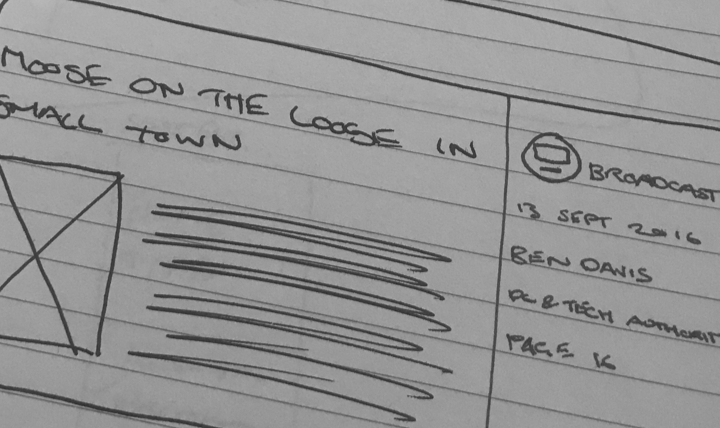 MOOSE ON THE LOOSE IN
SMALL TOWN
BROADCAST
13 SEPT 2016
BEN DAVIS
PC & TECH AUTHORIT
PAGE 16